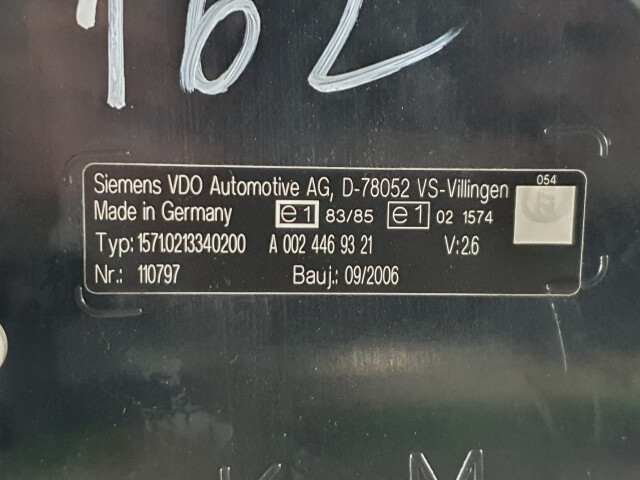 162
Siemens VDO Automotive AG, D-78052 VS-Villingen 054
Made in Germany e1 83/85 e1 02 1574
Typ: 1571.0213340200 A 002 446 93 21 V: 2.6
Nr.: 110797 Bauj.: 09/2006
K M